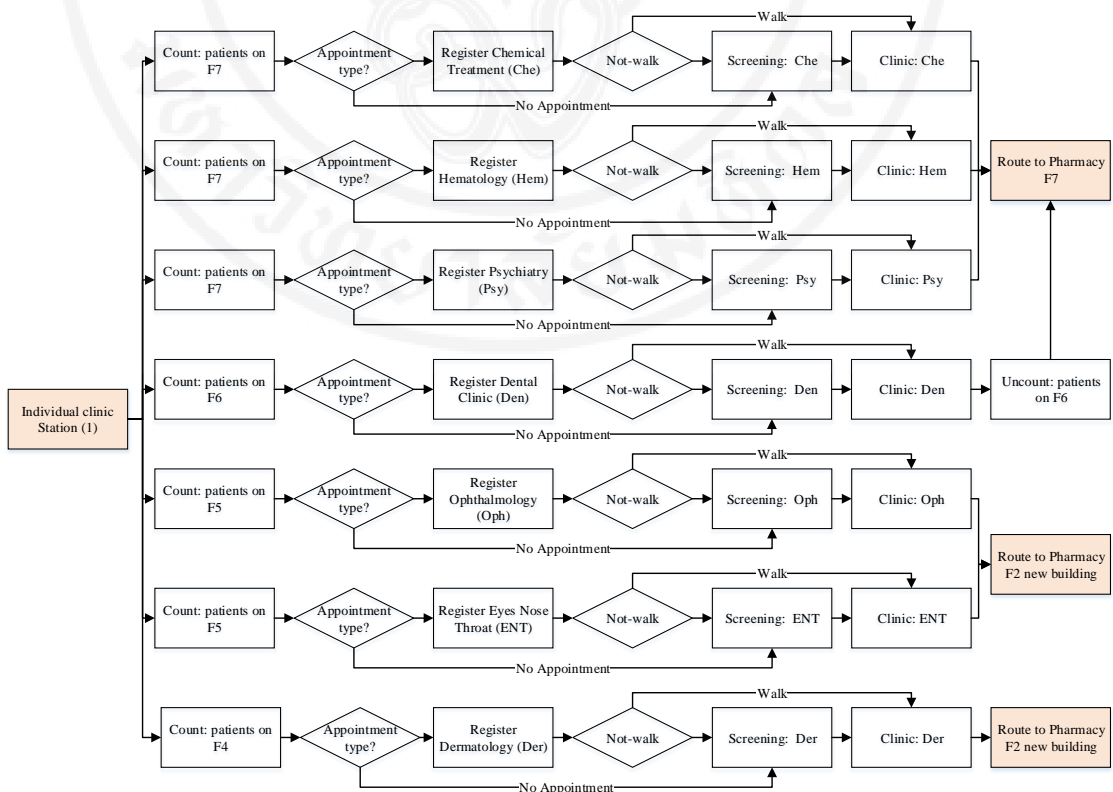 Walk
Count: patients on
F7
Appointment
type?
Register Chemical
Treatment (Che)
Not-walk
Screening: Che
Clinic: Che
No Appointment
Walk
Count: patients on
F7
Appointment
type?
Register
Hematology (Hem)
Not-walk
Screening: Hem
Clinic: Hem
Route to Pharmacy
F7
No Appointment
Walk
Count: patients on
F7
Appointment
type?
Register Psychiatry
(Psy)
Not-walk
Screening: Psy
Clinic: Psy
No Appointment
Walk
Individual clinic
Station (1)
Count: patients on
F6
Appointment
type?
Register Dental
Clinic (Den)
Not-walk
Screening: Den
Clinic: Den
Uncount: patients
on F6
No Appointment
Walk
Count: patients on
F5
Appointment
type?
Register
Ophthalmology
(Oph)
Not-walk
Screening: Oph
Clinic: Oph
No Appointment
Route to Pharmacy
F2 new building
Walk
Count: patients on
F5
Appointment
type?
Register Eyes Nose
Throat (ENT)
Not-walk
Screening: ENT
Clinic: ENT
No Appointment
Walk
Count: patients on
F4
Appointment
type?
Register
Dermatology (Der)
Not-walk
Screening: Der
Clinic: Der
Route to Pharmacy
F2 new building
No Appointment